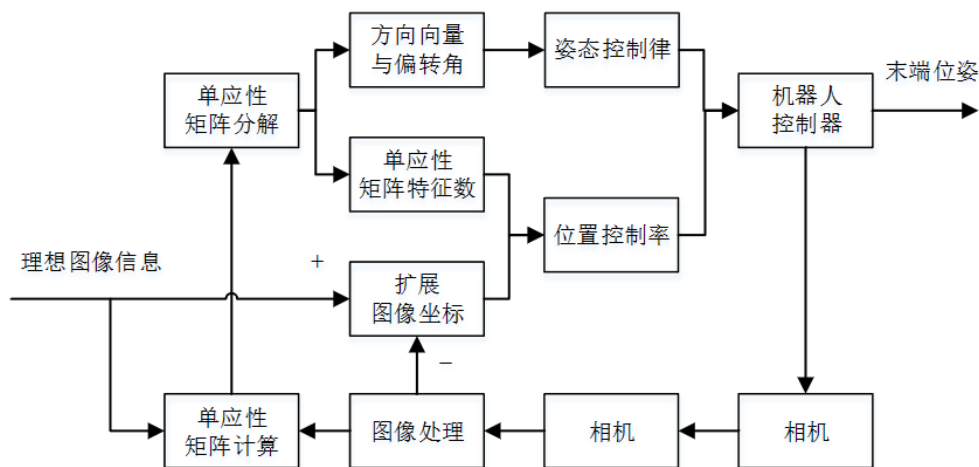 方向向量
与偏转角
姿态控制律
末端位姿
单应性
矩阵分解
机器人
控制器
单应性
矩阵特征数
位置控制率
理想图像信息
+
扩展
图像坐标
−
单应性
矩阵计算
图像处理
相机
相机